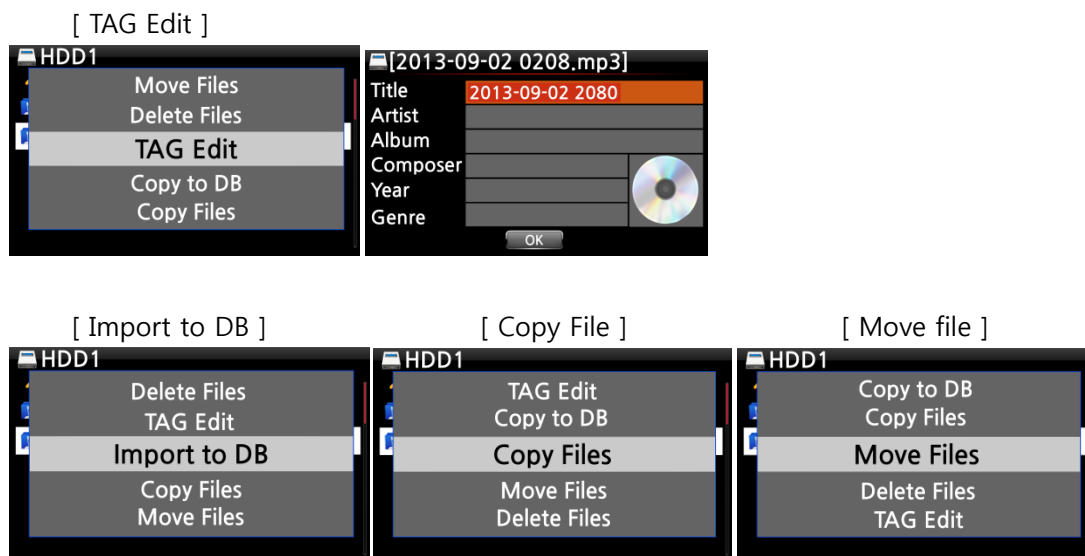 [ TAG Edit ]
HDD1
Move Files
Delete Files
TAG Edit
Copy to DB
Copy Files
[2013-09-02 0208.mp3]
Title 2013-09-02 2080
Artist
Album
Composer
Year
Genre
OK
[ Import to DB ]
HDD1
Delete Files
TAG Edit
Import to DB
Copy Files
Move Files
[ Copy File ]
HDD1
TAG Edit
Copy to DB
Copy Files
Move Files
Delete Files
[ Move file ]
HDD1
Copy to DB
Copy Files
Move Files
Delete Files
TAG Edit